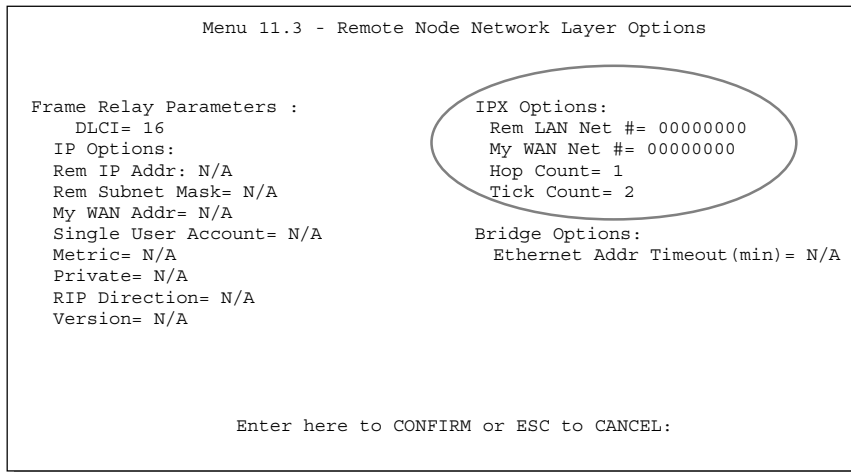 Menu 11.3 - Remote Node Network Layer Options
Frame Relay Parameters :
DLCI= 16
IP Options:
Rem IP Addr: N/A
Rem Subnet Mask= N/A
My WAN Addr= N/A
Single User Account= N/A
Metric= N/A
Private= N/A
RIP Direction= N/A
Version= N/A
IPX Options:
Rem LAN Net #= 00000000
My WAN Net #= 00000000
Hop Count= 1
Tick Count= 2
Bridge Options:
Ethernet Addr Timeout(min)= N/A
Enter here to CONFIRM or ESC to CANCEL: